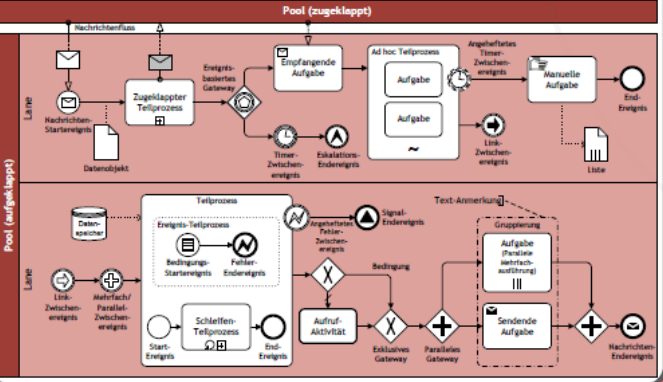 Pool (zugeklappt)
Nachrichtenfluss
Pool (aufgeklappt)
Lane
Nachrichten-
Startereignis
Datenobjekt
Zugeklappter
Teilprozess
Ereignis-
basiertes
Gateway
Empfangende
Aufgabe
Timer-
Zwischen-
ereignis
Eskalations-
Endereignis
Ad hoc Teilprozess
Aufgabe
Aufgabe
~
Angeheftetes
Timer-
Zwischen-
ereignis
Link-
Zwischen-
ereignis
Manuelle
Aufgabe
Liste
End-
Ereignis
Lane
Daten-
speicher
Link-
Zwischen-
ereignis
Mehrfach/
Parallel-
Zwischen-
ereignis
Teilprozess
Ereignis-Teilprozess
Bedingungs-
Startereignis
Fehler-
Endereignis
Start-
Ereignis
Schleifen-
Teilprozess
End-
Ereignis
Angeheftetes
Fehler-
Zwischen-
ereignis
Signal-
Endereignis
Bedingung
Aufruf-
Aktivität
Exklusives
Gateway
Paralleles
Gateway
Text-Anmerkung
Gruppierung
Aufgabe
(Parallele
Mehrfach-
ausführung)
Sendende
Aufgabe
Nachrichten-
Endereignis